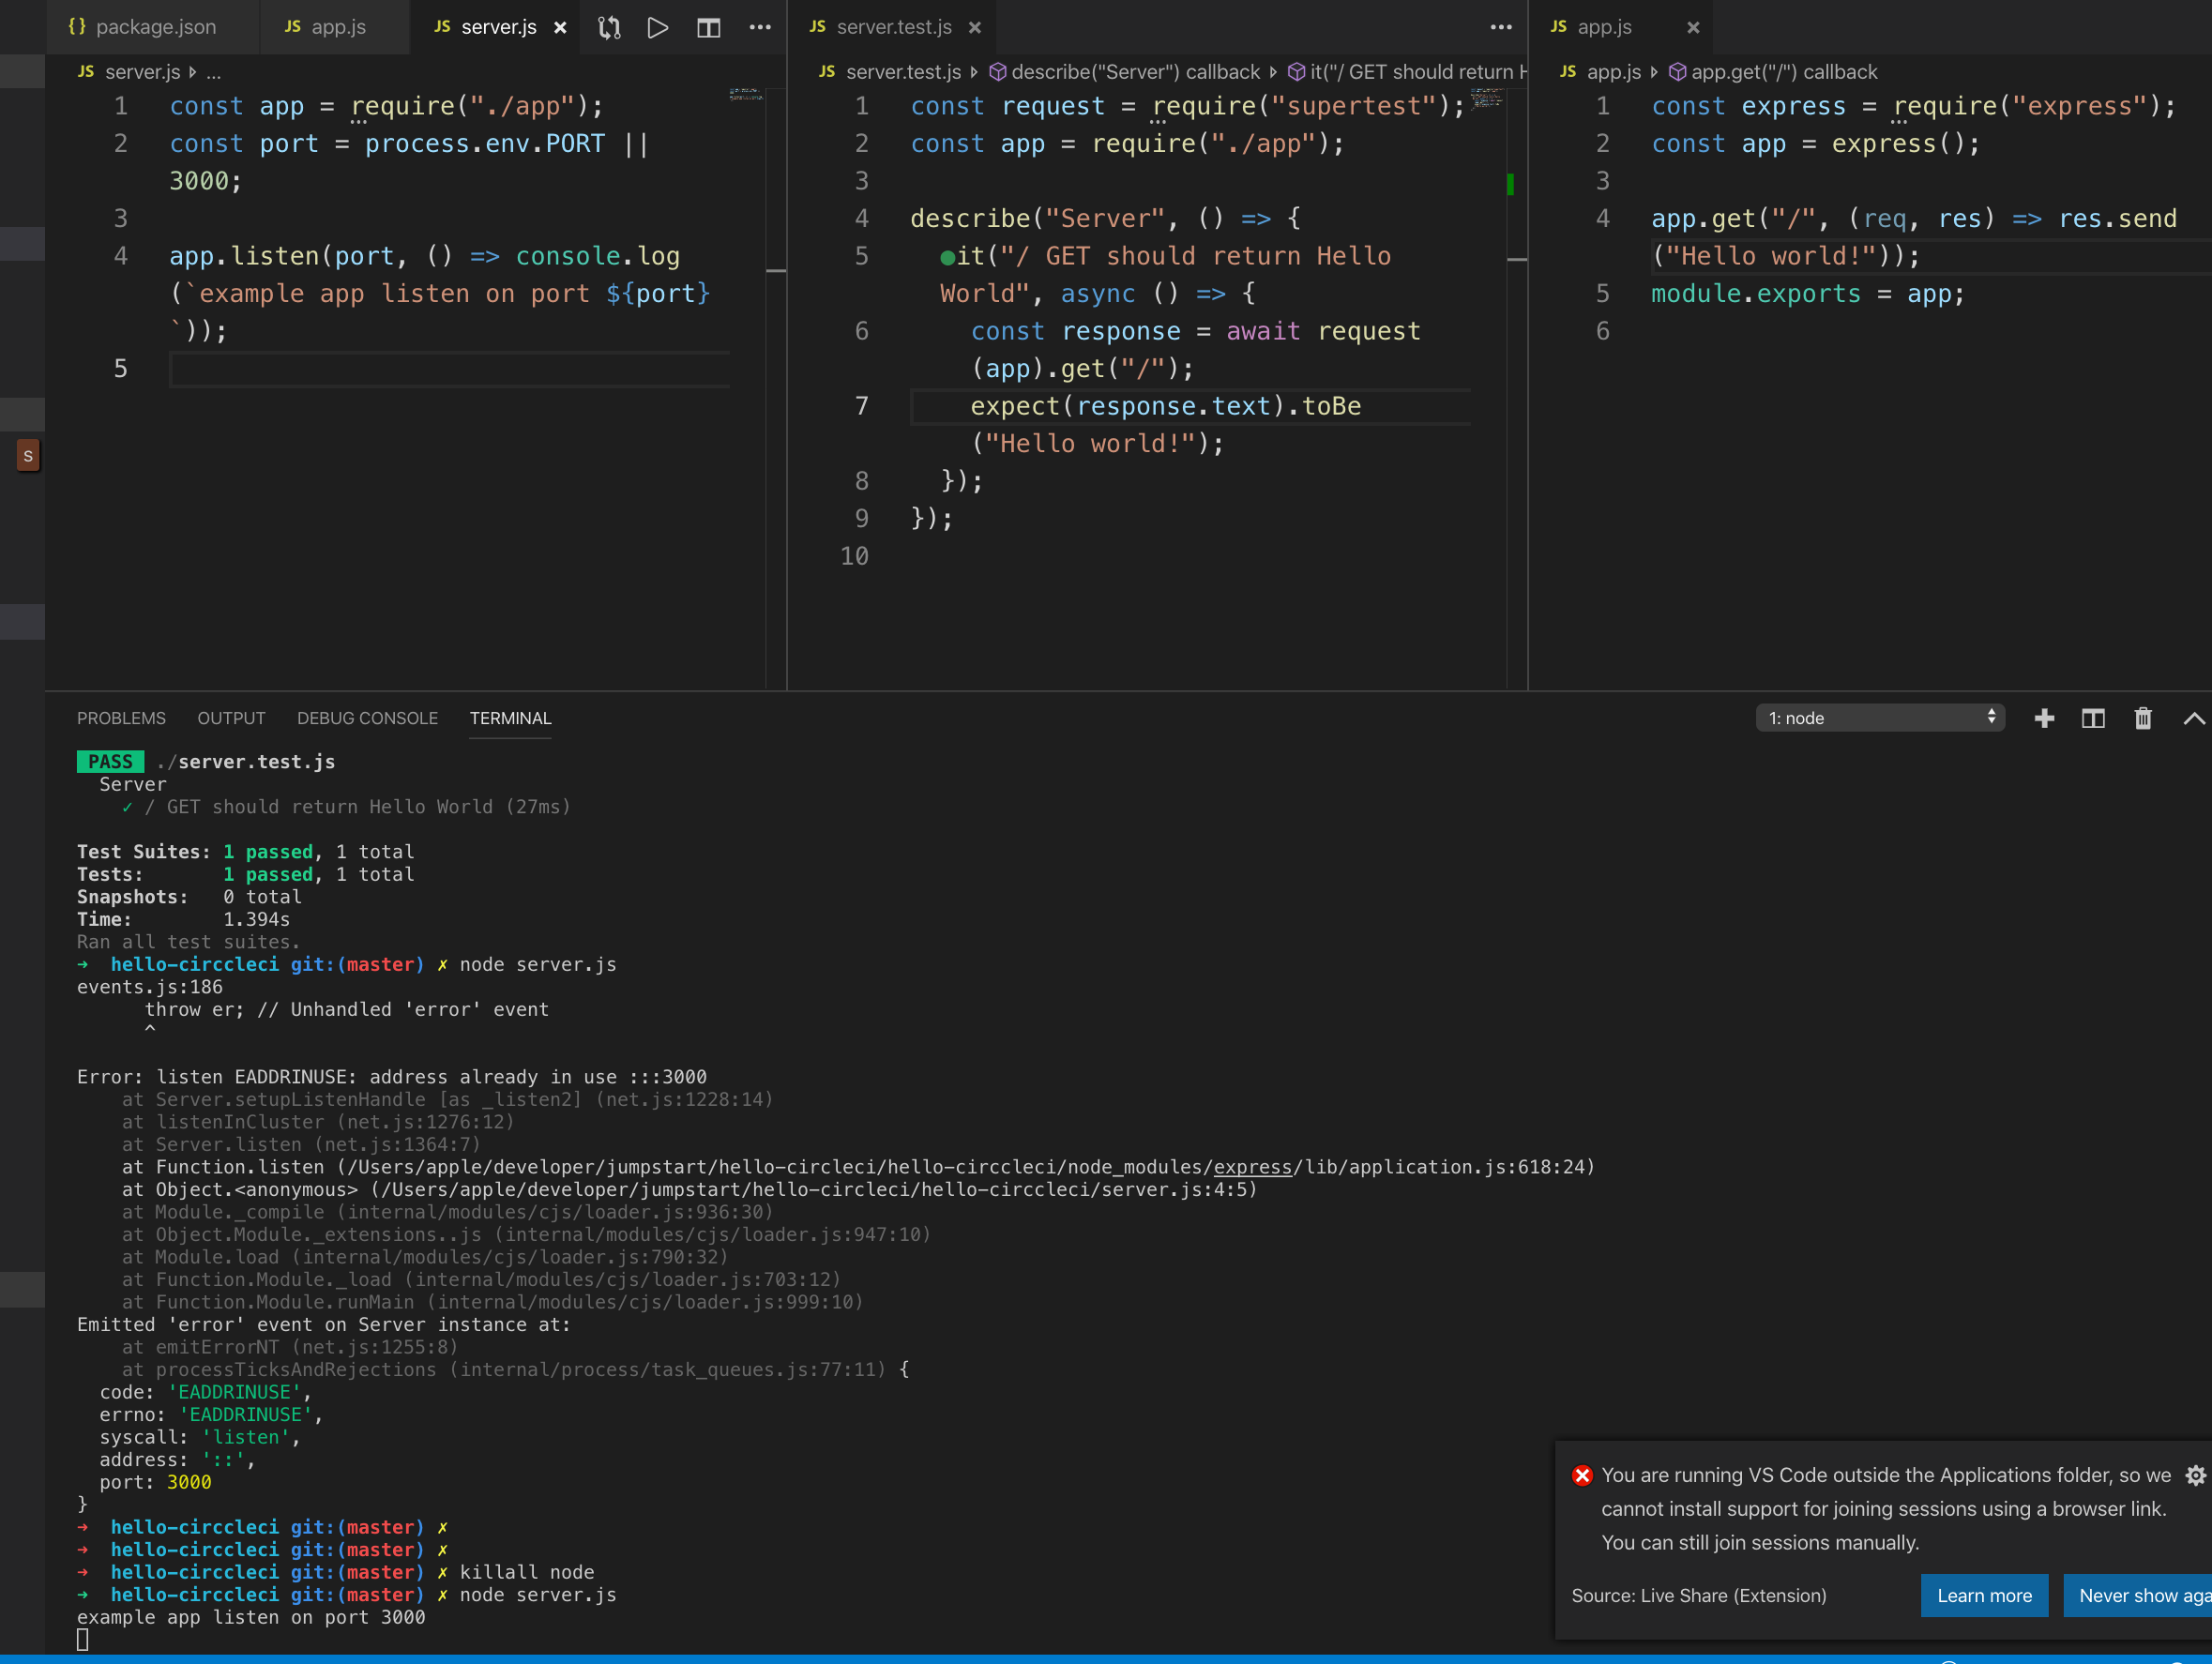 {} package.json
JS app.js
JS server.js ×
JS server.js › ...
1 const app = require("./app");
2 const port = process.env.PORT ||
3000;
3
4 app.listen(port, () => console.log
(`example app listen on port ${port}
`));
5
JS server.test.js ×
JS server.test.js › describe("Server") callback › it("/ GET should return H
1 const request = require("supertest");
2 const app = require("./app");
3
4 describe("Server", () => {
5 it("/ GET should return Hello
World", async () => {
6 const response = await request
(app).get("/");
7 expect(response.text).toBe
("Hello world!");
8 });
9 });
10
JS app.js ×
JS app.js › app.get("/") callback
1 const express = require("express");
2 const app = express();
3
4 app.get("/", (req, res) => res.send
("Hello world!"));
5 module.exports = app;
6
S
PROBLEMS OUTPUT DEBUG CONSOLE TERMINAL
1: node
PASS ./server.test.js
Server
✓ / GET should return Hello World (27ms)
Test Suites: 1 passed, 1 total
Tests: 1 passed, 1 total
Snapshots: 0 total
Time: 1.394s
Ran all test suites.
➜ hello-circcleci git:(master) ✗ node server.js
events.js:186
throw er; // Unhandled 'error' event
^
Error: listen EADDRINUSE: address already in use :::3000
at Server.setupListenHandle [as _listen2] (net.js:1228:14)
at listenInCluster (net.js:1276:12)
at Server.listen (net.js:1364:7)
at Function.listen (/Users/apple/developer/jumpstart/hello-circleci/hello-circcleci/node_modules/express/lib/application.js:618:24)
at Object.<anonymous> (/Users/apple/developer/jumpstart/hello-circleci/hello-circcleci/server.js:4:5)
at Module._compile (internal/modules/cjs/loader.js:936:30)
at Object.Module._extensions..js (internal/modules/cjs/loader.js:947:10)
at Module.load (internal/modules/cjs/loader.js:790:32)
at Function.Module._load (internal/modules/cjs/loader.js:703:12)
at Function.Module.runMain (internal/modules/cjs/loader.js:999:10)
Emitted 'error' event on Server instance at:
at emitErrorNT (net.js:1255:8)
at processTicksAndRejections (internal/process/task_queues.js:77:11) {
code: 'EADDRINUSE',
errno: 'EADDRINUSE',
syscall: 'listen',
address: '::',
port: 3000
}
➜ hello-circcleci git:(master) ✗
➜ hello-circcleci git:(master) ✗
➜ hello-circcleci git:(master) ✗ killall node
➜ hello-circcleci git:(master) ✗ node server.js
example app listen on port 3000
You are running VS Code outside the Applications folder, so we
cannot install support for joining sessions using a browser link.
You can still join sessions manually.
Source: Live Share (Extension)
Learn more
Never show aga